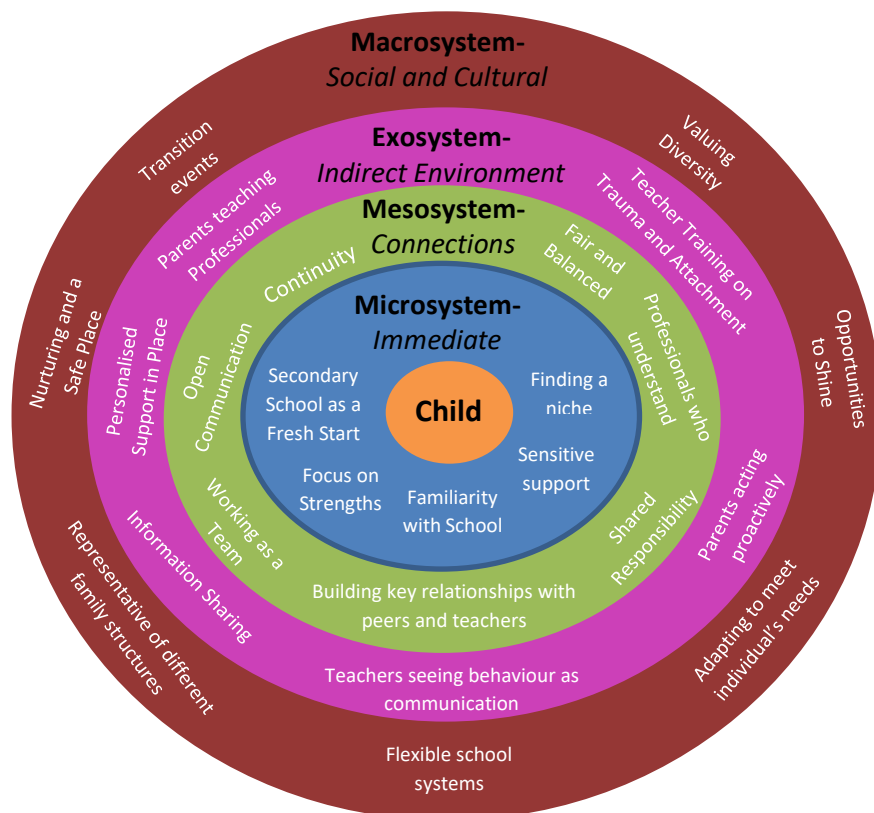 Macrosystem-
Social and Cultural
Transition
events
Valuing
Diversity
Nurturing and a
Safe Place
Opportunities
to Shine
Representative of different
family structures
Adapting to meet
individual's needs
Flexible school
systems
Exosystem-
Indirect Environment
Parents teaching
Professionals
Teacher Training on
Trauma and Attachment
Personalised
Support in Place
Parents acting
proactively
Information Sharing
Teachers seeing behaviour as
communication
Mesosystem-
Connections
Continuity
Fair and
Balanced
Open
Communication
Professionals who
understand
Working as a
Team
Shared
Responsibility
Building key relationships with
peers and teachers
Microsystem-
Immediate
Secondary
School as a
Fresh Start
Finding a
niche
Focus on
Strengths
Sensitive
support
Familiarity
with School
Child